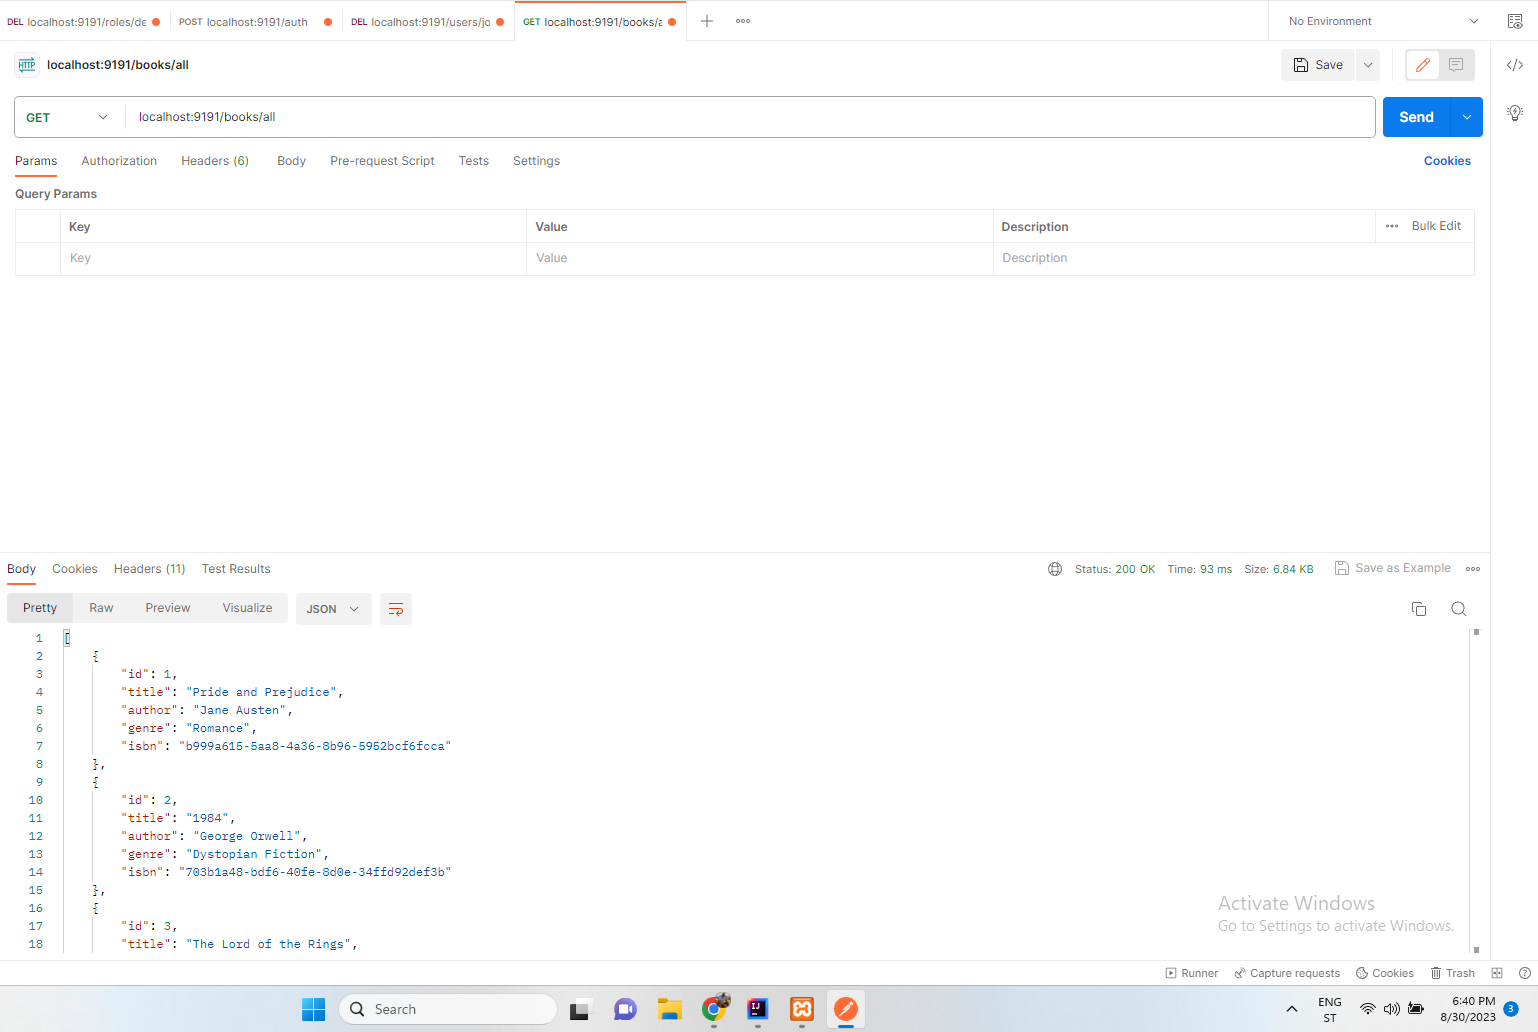 DEL localhost:9191/roles/de POST localhost:9191/auth DEL localhost:9191/users/jo GET localhost:9191/books/a No Environment
HTTP localhost:9191/books/all Save
GET localhost:9191/books/all Send
Params Authorization Headers (6) Body Pre-request Script Tests Settings Cookies
Query Params
Key Value Description Bulk Edit
Key Value Description
Body Cookies Headers (11) Test Results Status: 200 OK Time: 93 ms Size: 6.84 KB Save as Example
Pretty Raw Preview Visualize JSON
1 [
2 {
3 "id": 1,
4 "title": "Pride and Prejudice",
5 "author": "Jane Austen",
6 "genre": "Romance",
7 "isbn": "b999a615-5aa8-4a36-8b96-5952bcf6fcca"
8 },
9 {
10 "id": 2,
11 "title": "1984",
12 "author": "George Orwell",
13 "genre": "Dystopian Fiction",
14 "isbn": "703b1a48-bdf6-40fe-8d0e-34ffd92def3b"
15 },
16 {
17 "id": 3,
18 "title": "The Lord of the Rings",
Activate Windows
Go to Settings to activate Windows.
Runner Capture requests Cookies Trash
Search ENG 6:40 PM
ST 8/30/2023 3